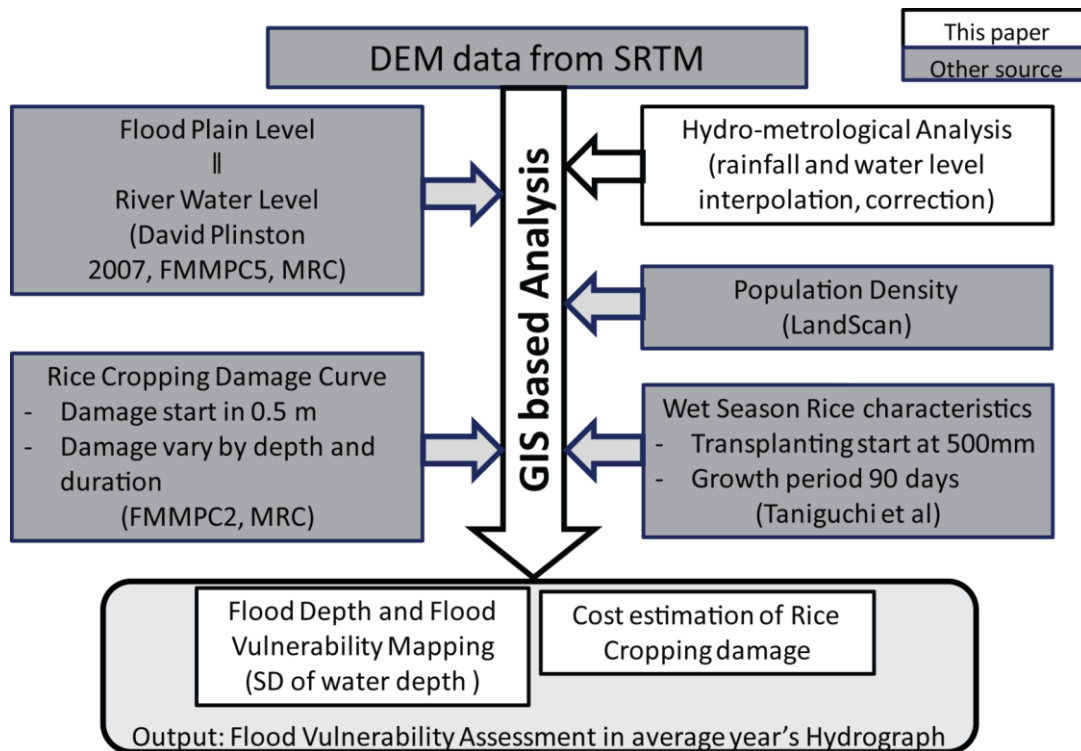 This paper
Other source
DEM data from SRTM
Flood Plain Level
॥
River Water Level
(David Plinston
2007, FMMPC5, MRC)
Hydro-metrological Analysis
(rainfall and water level
interpolation, correction)
GIS based Analysis
Population Density
(LandScan)
Rice Cropping Damage Curve
- Damage start in 0.5 m
- Damage vary by depth and
duration
(FMMPC2, MRC)
Wet Season Rice characteristics
- Transplanting start at 500mm
- Growth period 90 days
(Taniguchi et al)
Flood Depth and Flood
Vulnerability Mapping
(SD of water depth )
Cost estimation of Rice
Cropping damage
Output: Flood Vulnerability Assessment in average year's Hydrograph